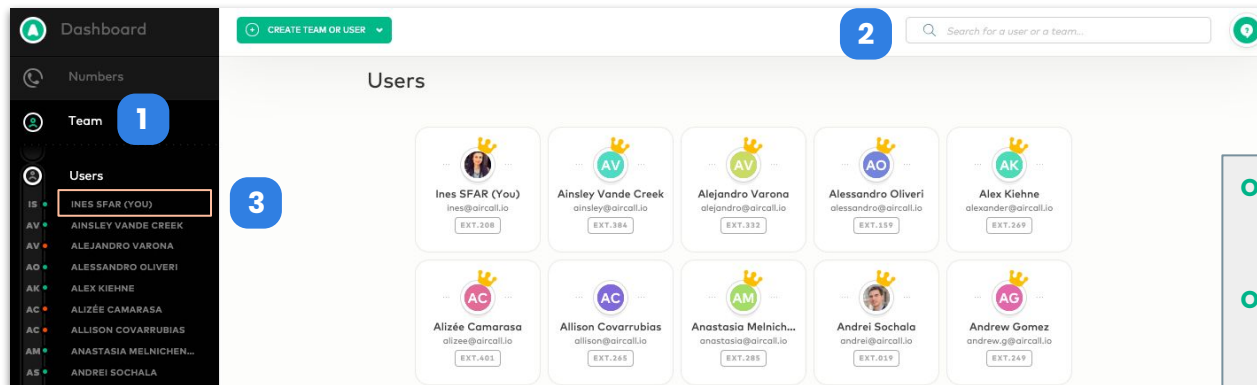 Dashboard
CREATE TEAM OR USER
2
Search for a user or a team...
Numbers
Users
Team
1
Users
IS INES SFAR (YOU)
3
AV AINSLEY VANDE CREEK
AV ALEJANDRO VARONA
AO ALESSANDRO OLIVERI
AK ALEX KIEHNE
AC ALIZÉE CAMARASA
AC ALLISON COVARRUBIAS
AM ANASTASIA MELNICHEN...
AS ANDREI SOCHALA
Ines SFAR (You)
ines@aircall.io
EXT.208
AV
Ainsley Vande Creek
ainsley@aircall.io
EXT.384
AV
Alejandro Varona
alejandro@aircall.io
EXT.332
AO
Alessandro Oliveri
alessandro@aircall.io
EXT.159
AK
Alex Kiehne
alexander@aircall.io
EXT.269
AC
Alizée Camarasa
alizee@aircall.io
EXT.401
AC
Allison Covarrubias
allison@aircall.io
EXT.265
AM
Anastasia Melnich...
anastasia@aircall.io
EXT.285
Andrei Sochala
andrei@aircall.io
EXT.019
AG
Andrew Gomez
andrew.g@aircall.io
EXT.249